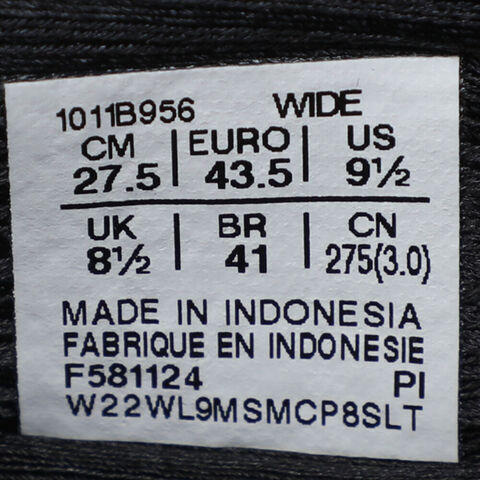 1011B956 WIDE
CM EURO US
27.5 43.5 9½
UK BR CN
8½ 41 275(3.0)
MADE IN INDONESIA
FABRIQUE EN INDONESIE
F581124 PI
W22WL9MSMCP8SLT